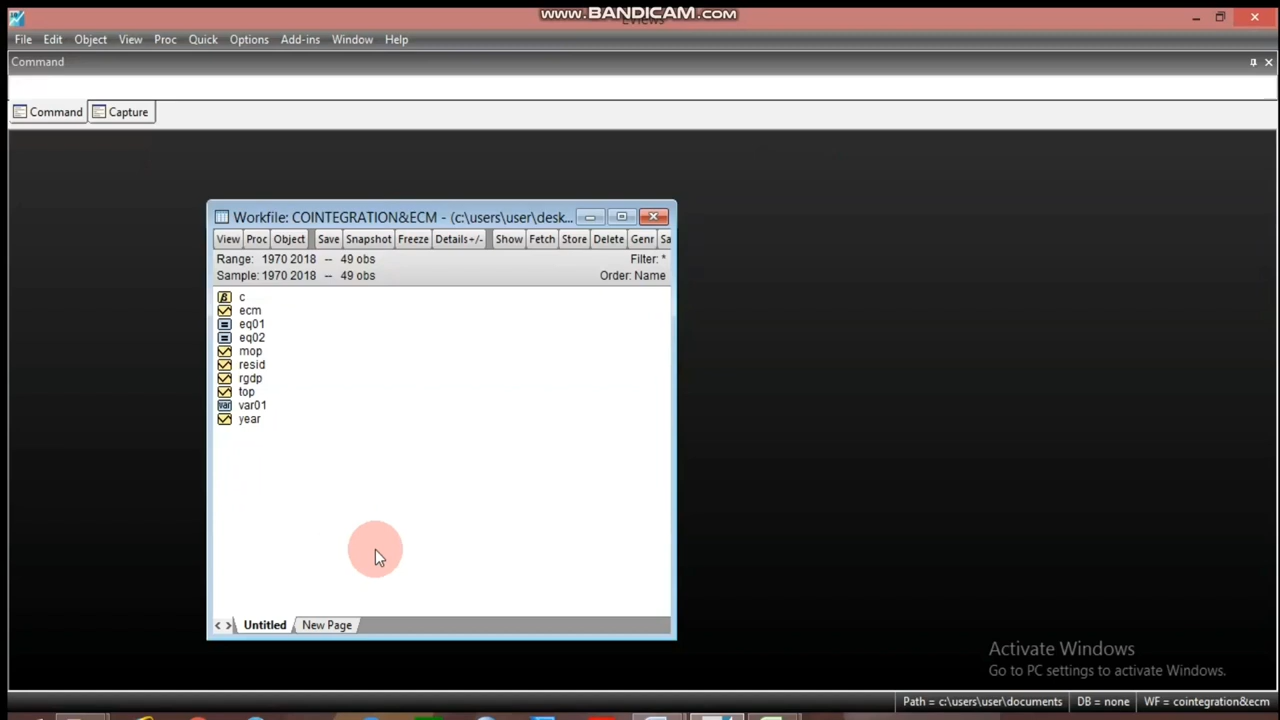 www.BANDICAM.com
EViews
File Edit Object View Proc Quick Options Add-ins Window Help
Command
Command Capture
Workfile: COINTEGRATION&ECM - (c:\users\user\desk...
View Proc Object Save Snapshot Freeze Details+/- Show Fetch Store Delete Genr Sa
Range: 1970 2018 -- 49 obs Filter: *
Sample: 1970 2018 -- 49 obs Order: Name
β c
ecm
eq01
eq02
mop
resid
rgdp
top
var var01
year
Untitled New Page
Activate Windows
Go to PC settings to activate Windows.
Path = c:\users\user\documents DB = none WF = cointegration&ecm